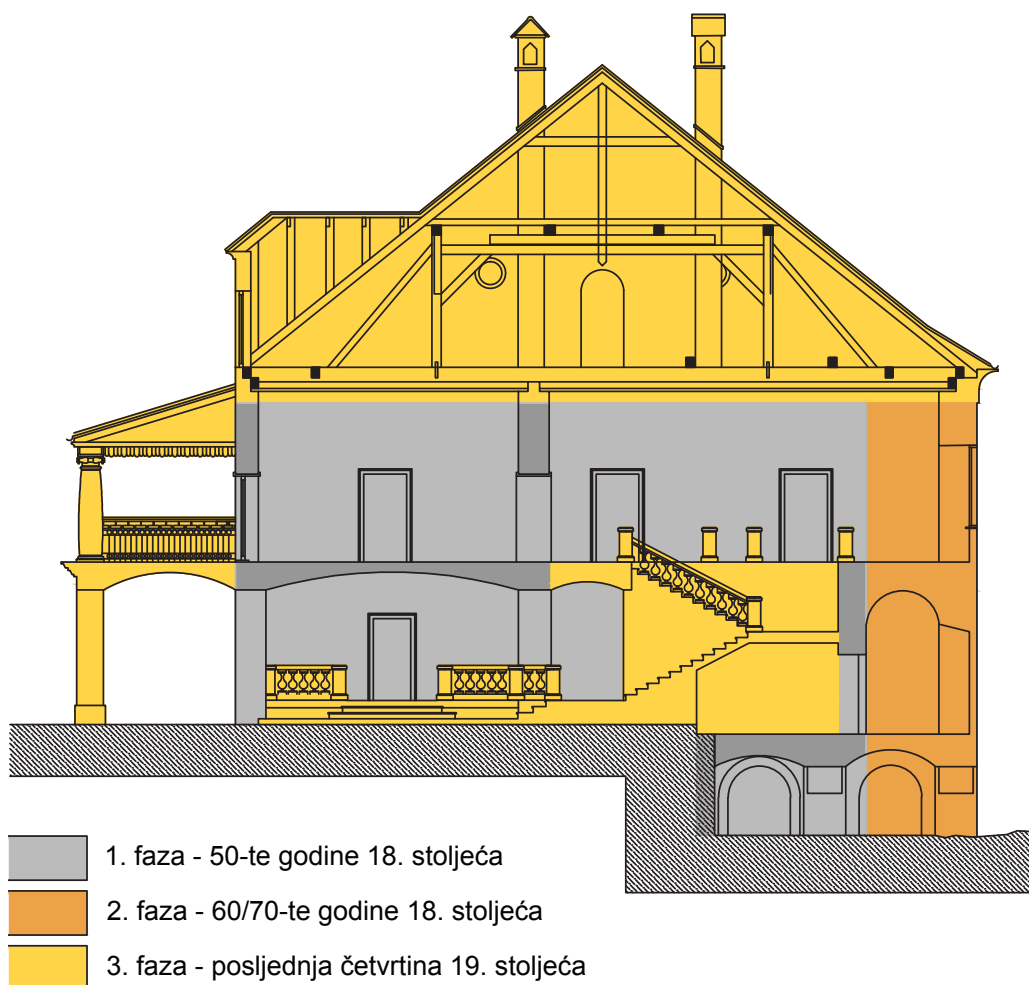 1. faza - 50-te godine 18. stoljeća
2. faza - 60/70-te godine 18. stoljeća
3. faza - posljednja četvrtina 19. stoljeća